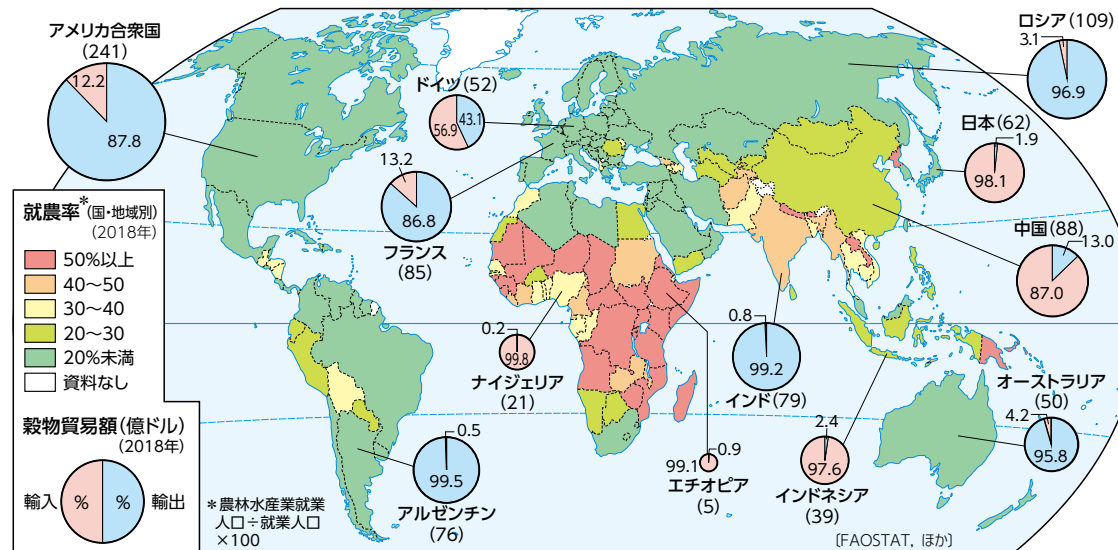 アメリカ合衆国
(241)
12.2
87.8
ドイツ(52)
56.9
43.1
13.2
86.8
フランス
(85)
ロシア(109)
3.1
96.9
日本(62)
1.9
98.1
中国(88)
13.0
87.0
就農率*(国・地域別)
(2018年)
50%以上
40〜50
30〜40
20〜30
20%未満
資料なし
穀物貿易額(億ドル)
(2018年)
輸入
%
%
輸出
*農林水産業就業
人口÷就業人口
×100
0.5
99.5
アルゼンチン
(76)
0.2
99.8
ナイジェリア
(21)
0.9
99.1
エチオピア
(5)
0.8
99.2
インド(79)
2.4
97.6
インドネシア
(39)
オーストラリア
(50)
4.2
95.8
〔FAOSTAT, ほか〕